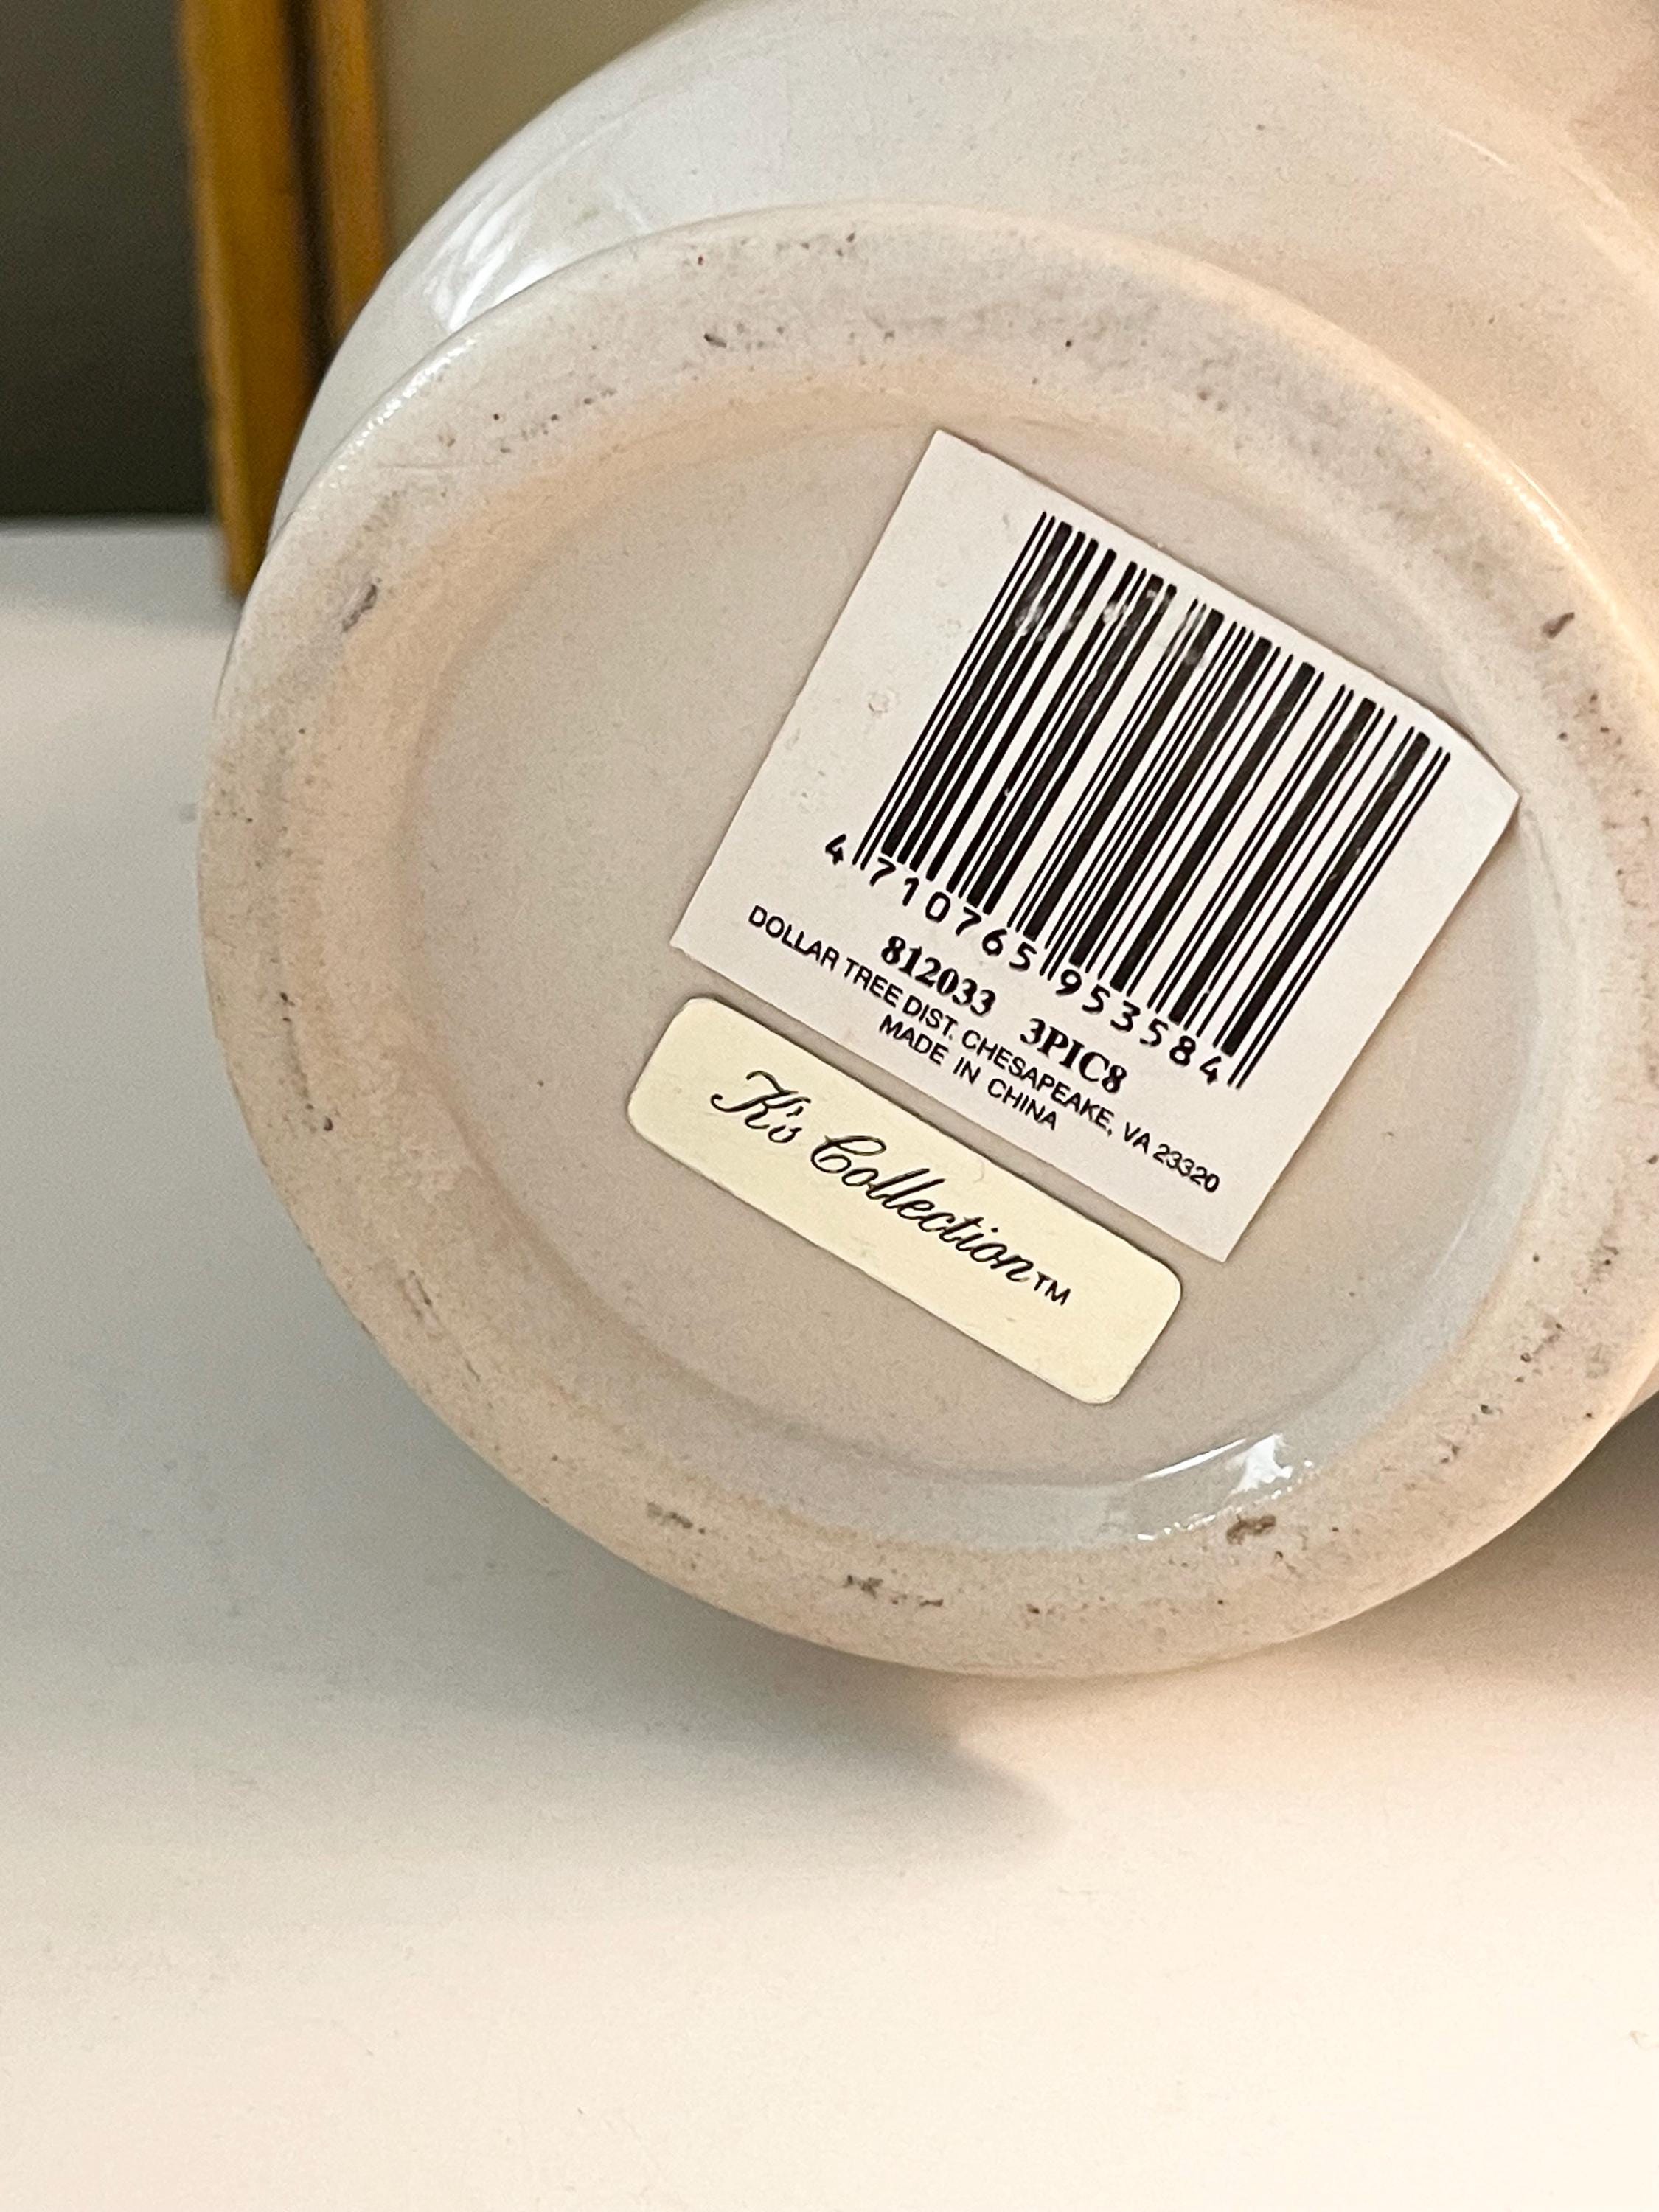 4 710765 953584
812033 3PIC8
DOLLAR TREE DIST. CHESAPEAKE, VA 23320
MADE IN CHINA
K's Collection™